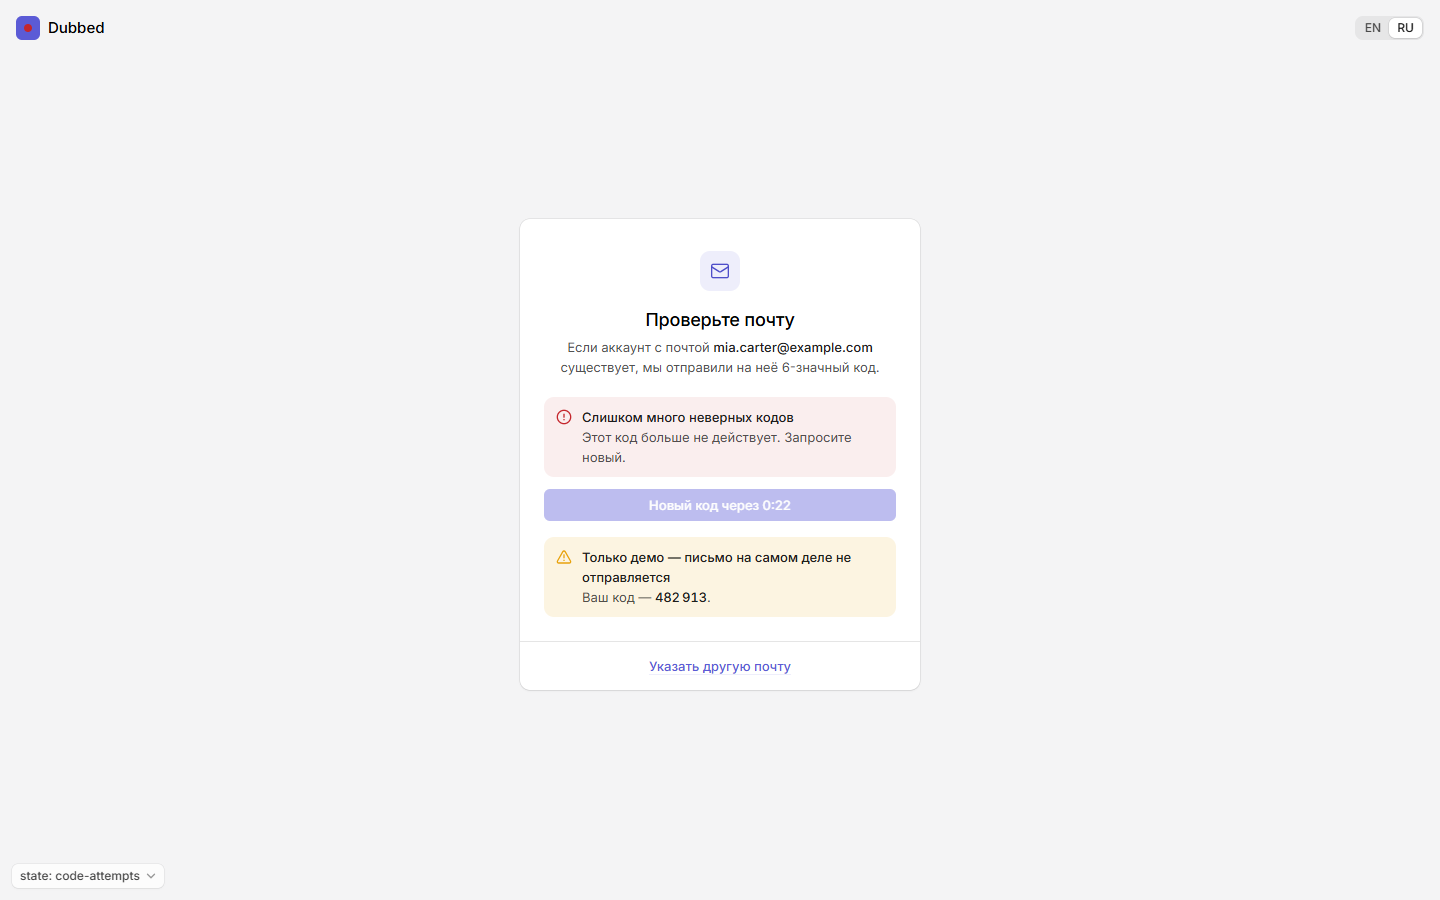 Dubbed
EN RU
Проверьте почту
Если аккаунт с почтой mia.carter@example.com
существует, мы отправили на неё 6-значный код.
Слишком много неверных кодов
Этот код больше не действует. Запросите
новый.
Новый код через 0:22
Только демо — письмо на самом деле не
отправляется
Ваш код — 482 913.
Указать другую почту
state: code-attempts